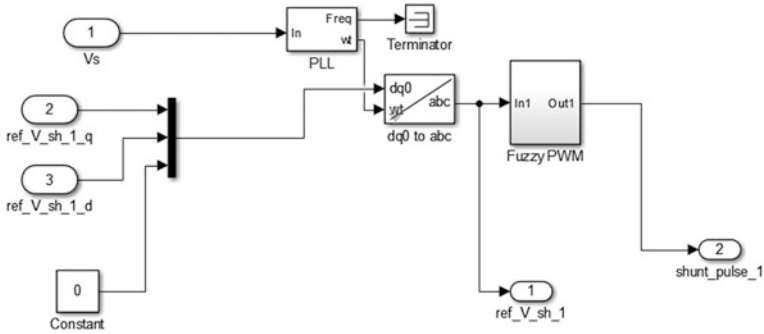 1
Vs
In
Freq
wt
PLL
Terminator
2
ref_V_sh_1_q
3
ref_V_sh_1_d
0
Constant
dq0
wt
abc
dq0 to abc
In1
Out1
Fuzzy PWM
2
shunt_pulse_1
1
ref_V_sh_1